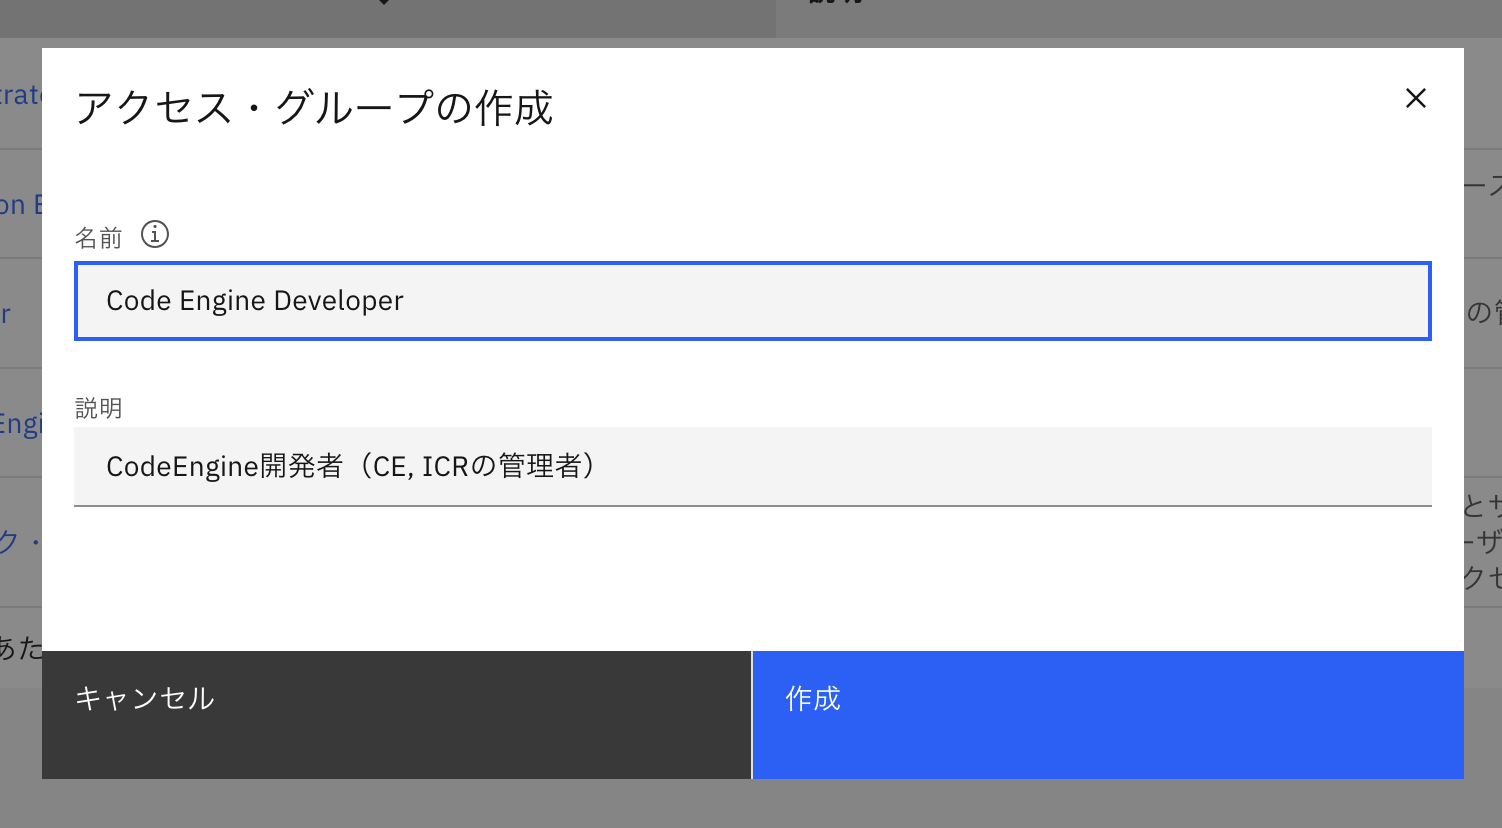 アクセス・グループの作成
名前
Code Engine Developer
説明
CodeEngine開発者（CE, ICRの管理者）
キャンセル
作成